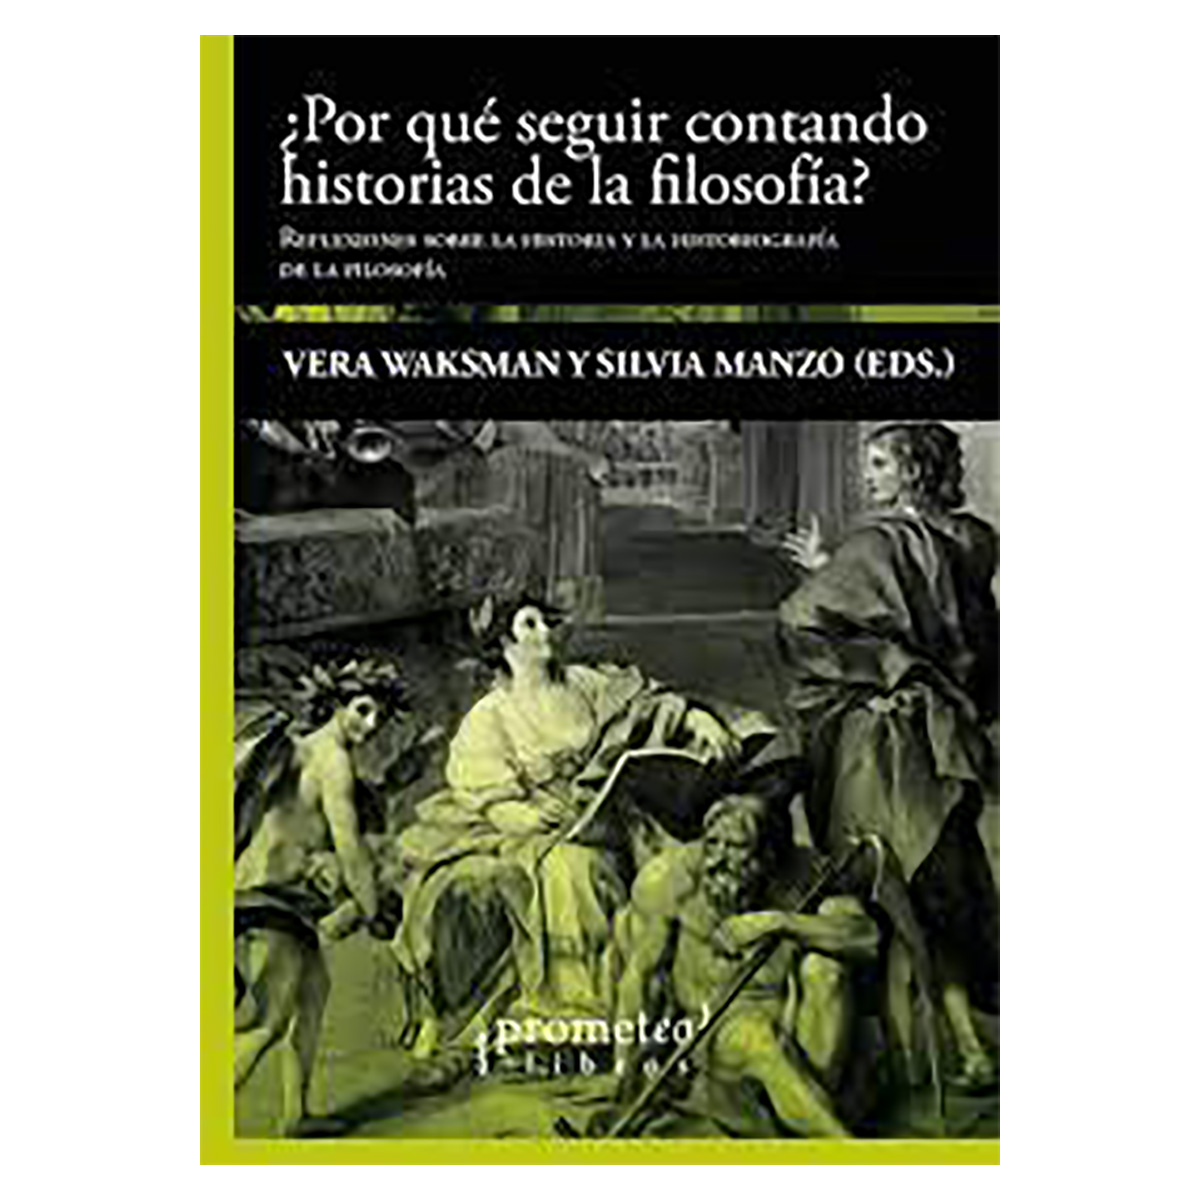 ¿Por qué seguir contando
historias de la filosofía?
Reflexiones sobre la historia y la historiografía
de la filosofía
VERA WAKSMAN Y SILVIA MANZO (EDS.)
prometeo
libros